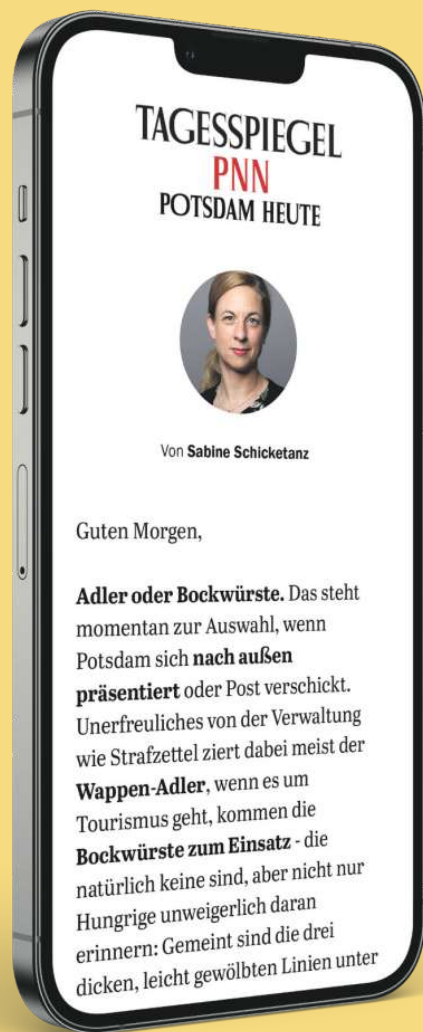 TAGESSPIEGEL
PNN
POTSDAM HEUTE
Von Sabine Schicketanz
Guten Morgen,
Adler oder Bockwürste. Das steht
momentan zur Auswahl, wenn
Potsdam sich nach außen
präsentiert oder Post verschickt.
Unerfreuliches von der Verwaltung
wie Strafzettel ziert dabei meist der
Wappen-Adler, wenn es um
Tourismus geht, kommen die
Bockwürste zum Einsatz - die
natürlich keine sind, aber nicht nur
Hungrige unweigerlich daran
erinnern: Gemeint sind die drei
dicken, leicht gewölbten Linien unter